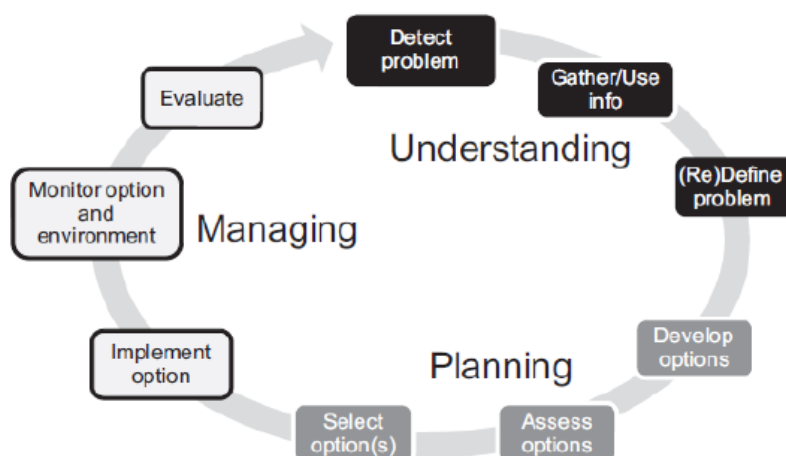 Detect
problem
Gather/Use
info
Understanding
(Re)Define
problem
Develop
options
Planning
Assess
options
Select
option(s)
Implement
option
Managing
Monitor option
and
environment
Evaluate